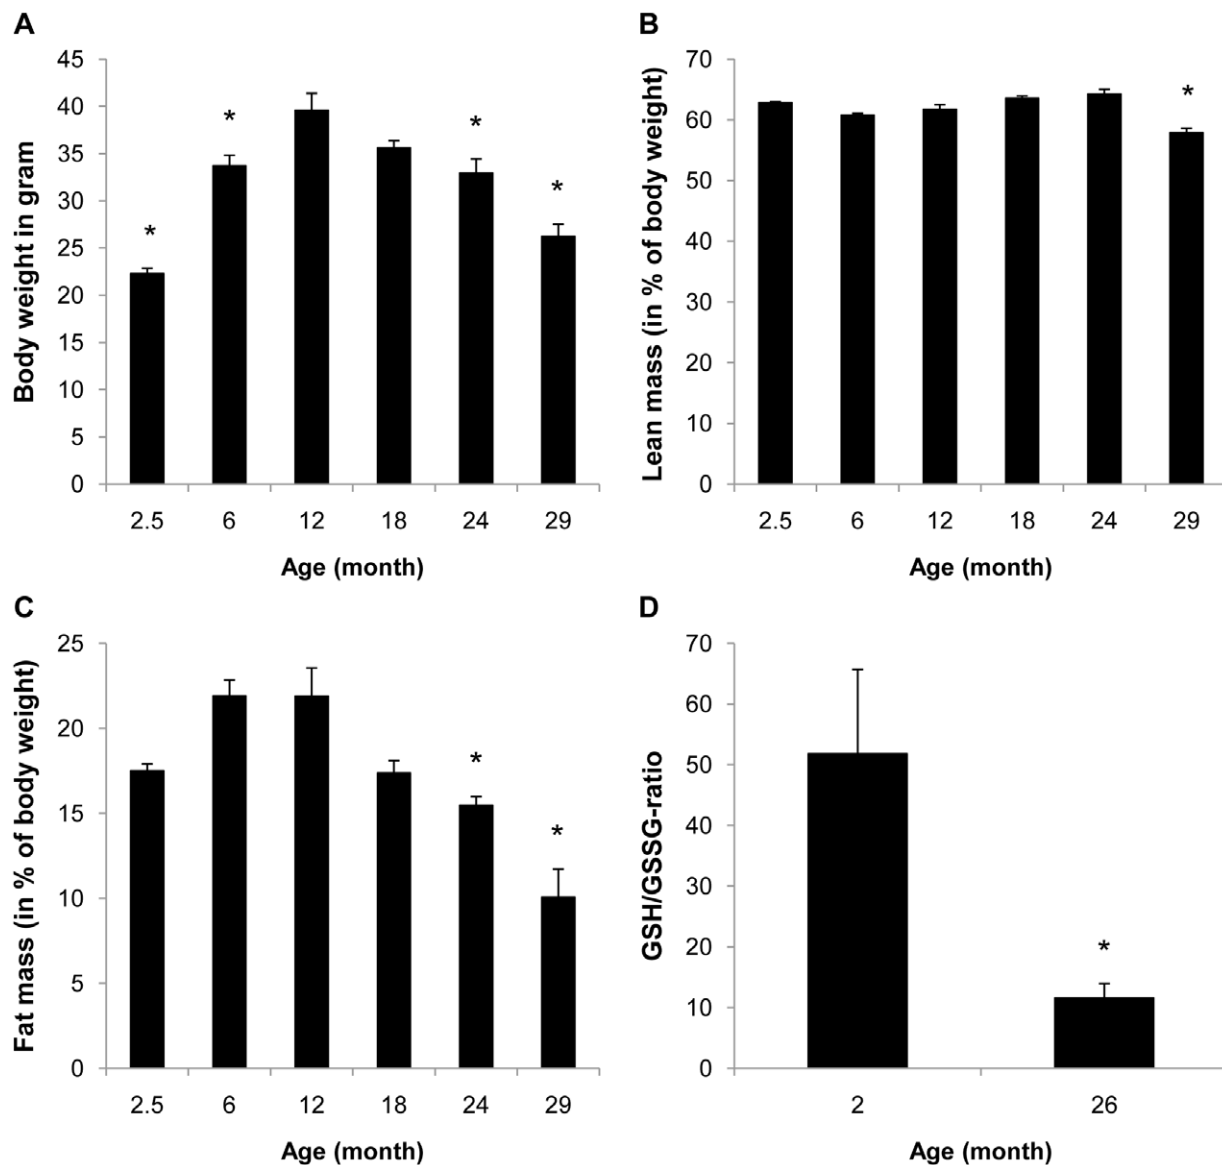 A
Body weight in gram
45
40
35
30
25
20
15
10
5
0
*
*
*
*
2.5 6 12 18 24 29
Age (month)
B
Lean mass (in % of body weight)
70
60
50
40
30
20
10
0
*
2.5 6 12 18 24 29
Age (month)
C
Fat mass (in % of body weight)
25
20
15
10
5
0
*
*
2.5 6 12 18 24 29
Age (month)
D
GSH/GSSG-ratio
70
60
50
40
30
20
10
0
*
2 26
Age (month)